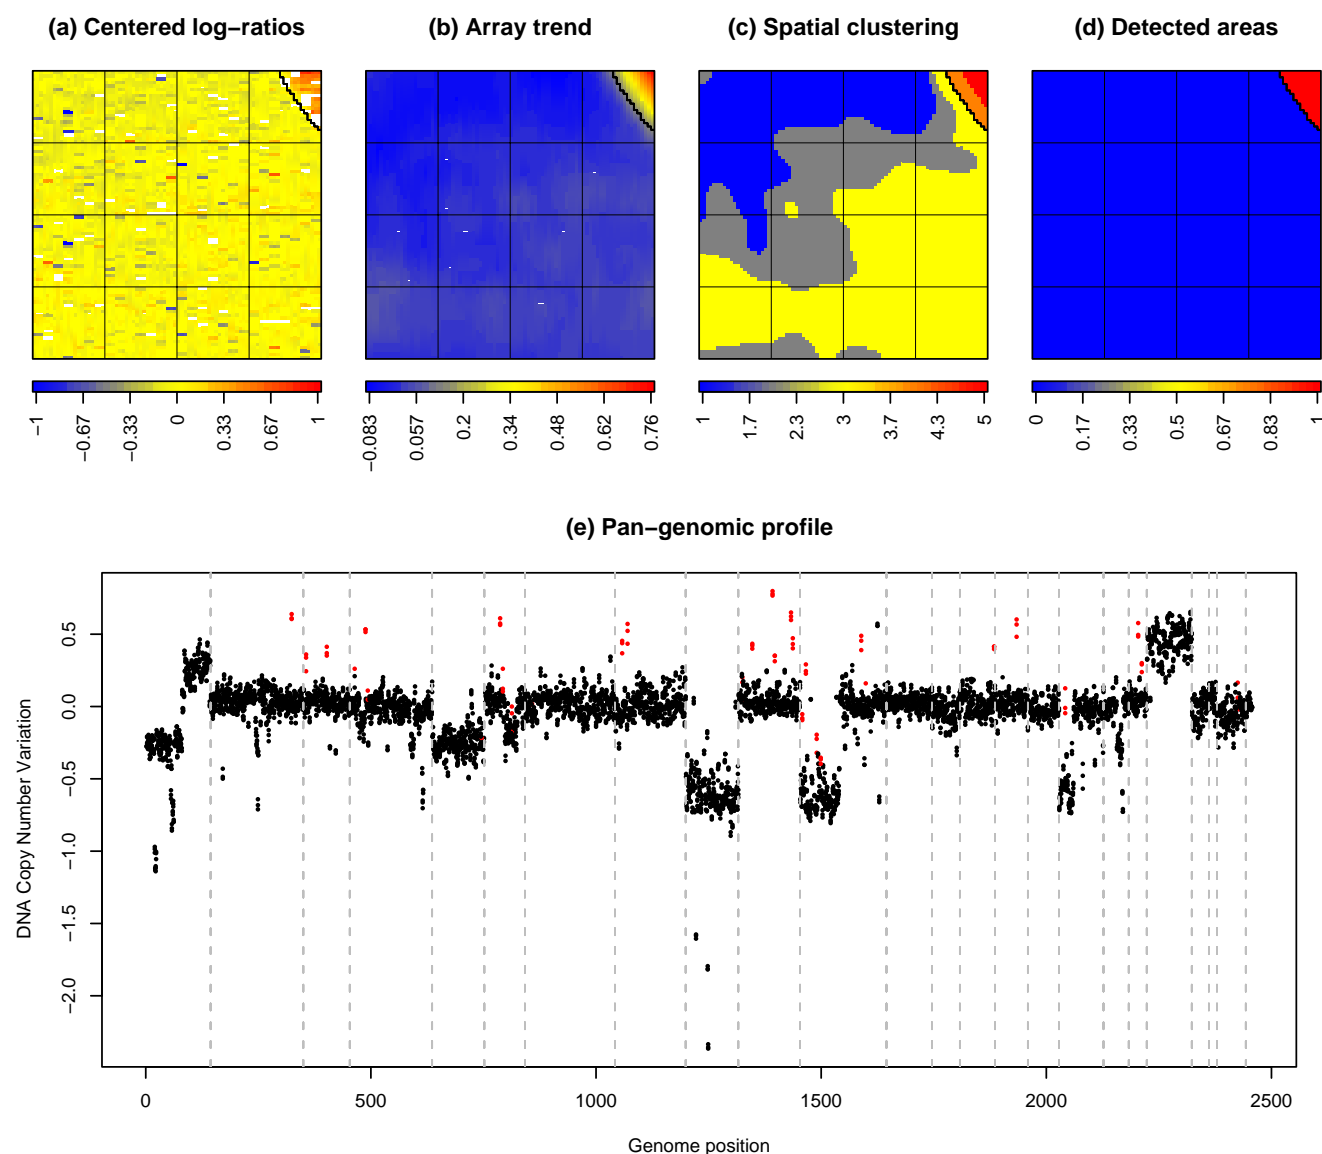 (a) Centered log−ratios (b) Array trend (c) Spatial clustering (d) Detected areas
−1 −0.67 −0.33 0 0.33 0.67 1 −0.083 0.057 0.2 0.34 0.48 0.62 0.76 1 1.7 2.3 3 3.7 4.3 5 0 0.17 0.33 0.5 0.67 0.83 1
(e) Pan−genomic profile
DNA Copy Number Variation
0.5
0.0
−0.5
−1.0
−1.5
−2.0
0 500 1000 1500 2000 2500
Genome position